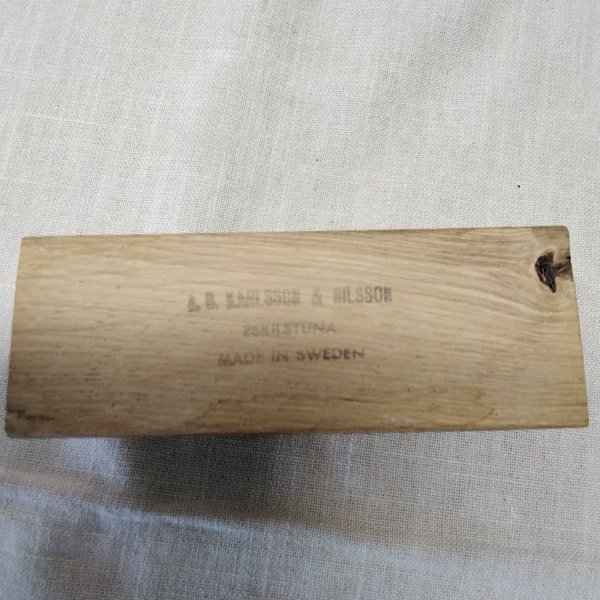 A. B. KARLSSON & NILSSON
ESKILSTUNA
MADE IN SWEDEN